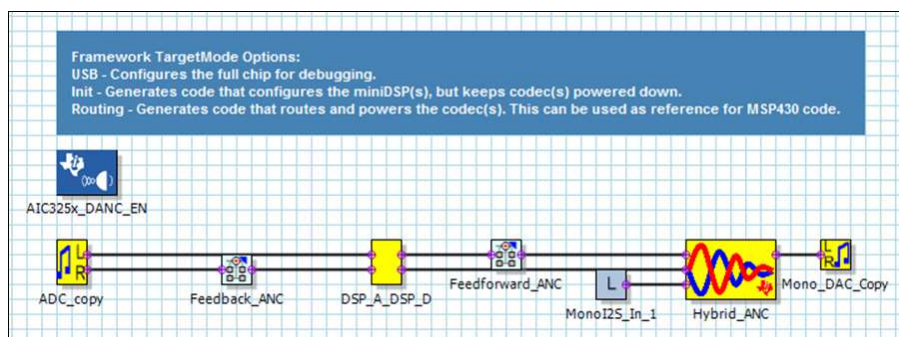 Framework TargetMode Options:
USB - Configures the full chip for debugging.
Init - Generates code that configures the miniDSP(s), but keeps codec(s) powered down.
Routing - Generates code that routes and powers the codec(s). This can be used as reference for MSP430 code.
AIC325x_DANC_EN
L
R
ADC_copy
Feedback_ANC
DSP_A_DSP_D
Feedforward_ANC
L
MonoI2S_In_1
Hybrid_ANC
L
R
Mono_DAC_Copy